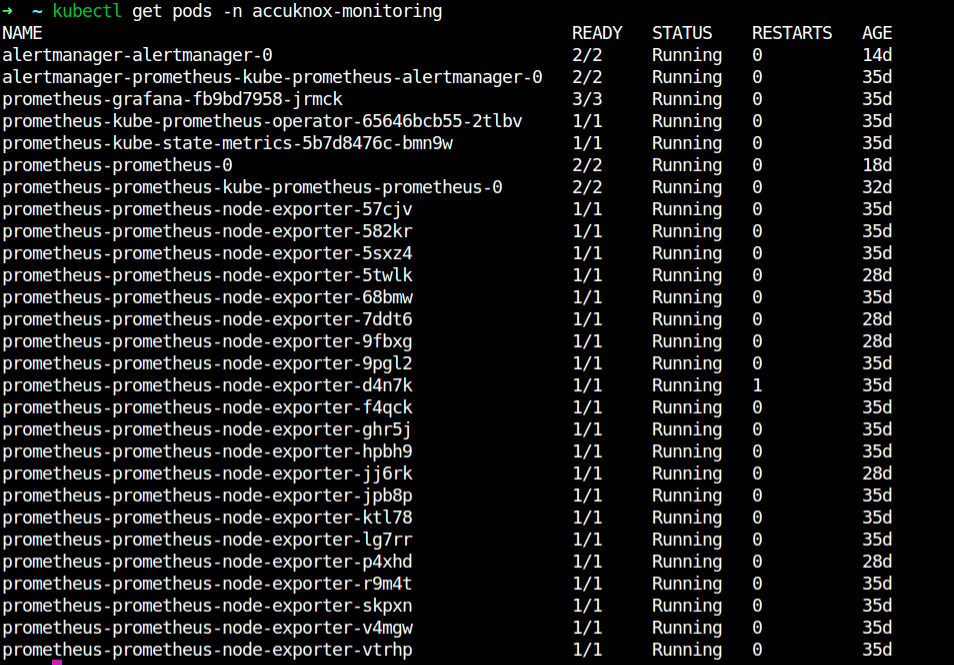 ➜ ~ kubectl get pods -n accuknox-monitoring
NAME READY STATUS RESTARTS AGE
alertmanager-alertmanager-0 2/2 Running 0 14d
alertmanager-prometheus-kube-prometheus-alertmanager-0 2/2 Running 0 35d
prometheus-grafana-fb9bd7958-jrmck 3/3 Running 0 35d
prometheus-kube-prometheus-operator-65646bcb55-2tlbv 1/1 Running 0 35d
prometheus-kube-state-metrics-5b7d8476c-bmn9w 1/1 Running 0 35d
prometheus-prometheus-0 2/2 Running 0 18d
prometheus-prometheus-kube-prometheus-prometheus-0 2/2 Running 0 32d
prometheus-prometheus-node-exporter-57cjv 1/1 Running 0 35d
prometheus-prometheus-node-exporter-582kr 1/1 Running 0 35d
prometheus-prometheus-node-exporter-5sxz4 1/1 Running 0 35d
prometheus-prometheus-node-exporter-5twlk 1/1 Running 0 28d
prometheus-prometheus-node-exporter-68bmw 1/1 Running 0 35d
prometheus-prometheus-node-exporter-7ddt6 1/1 Running 0 28d
prometheus-prometheus-node-exporter-9fbxg 1/1 Running 0 28d
prometheus-prometheus-node-exporter-9pgl2 1/1 Running 0 35d
prometheus-prometheus-node-exporter-d4n7k 1/1 Running 1 35d
prometheus-prometheus-node-exporter-f4qck 1/1 Running 0 35d
prometheus-prometheus-node-exporter-ghr5j 1/1 Running 0 35d
prometheus-prometheus-node-exporter-hpbh9 1/1 Running 0 35d
prometheus-prometheus-node-exporter-jj6rk 1/1 Running 0 28d
prometheus-prometheus-node-exporter-jpb8p 1/1 Running 0 35d
prometheus-prometheus-node-exporter-ktl78 1/1 Running 0 35d
prometheus-prometheus-node-exporter-lg7rr 1/1 Running 0 35d
prometheus-prometheus-node-exporter-p4xhd 1/1 Running 0 28d
prometheus-prometheus-node-exporter-r9m4t 1/1 Running 0 35d
prometheus-prometheus-node-exporter-skpxn 1/1 Running 0 35d
prometheus-prometheus-node-exporter-v4mgw 1/1 Running 0 35d
prometheus-prometheus-node-exporter-vtrhp 1/1 Running 0 35d